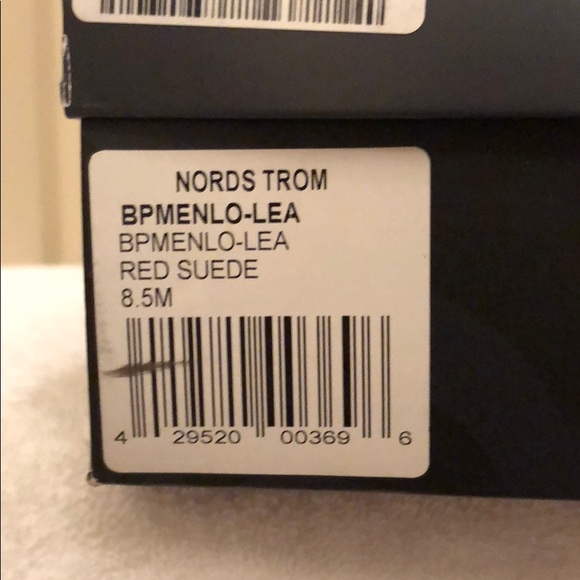 NORDS TROM
BPMENLO-LEA
BPMENLO-LEA
RED SUEDE
8.5M
4 29520 00369 6